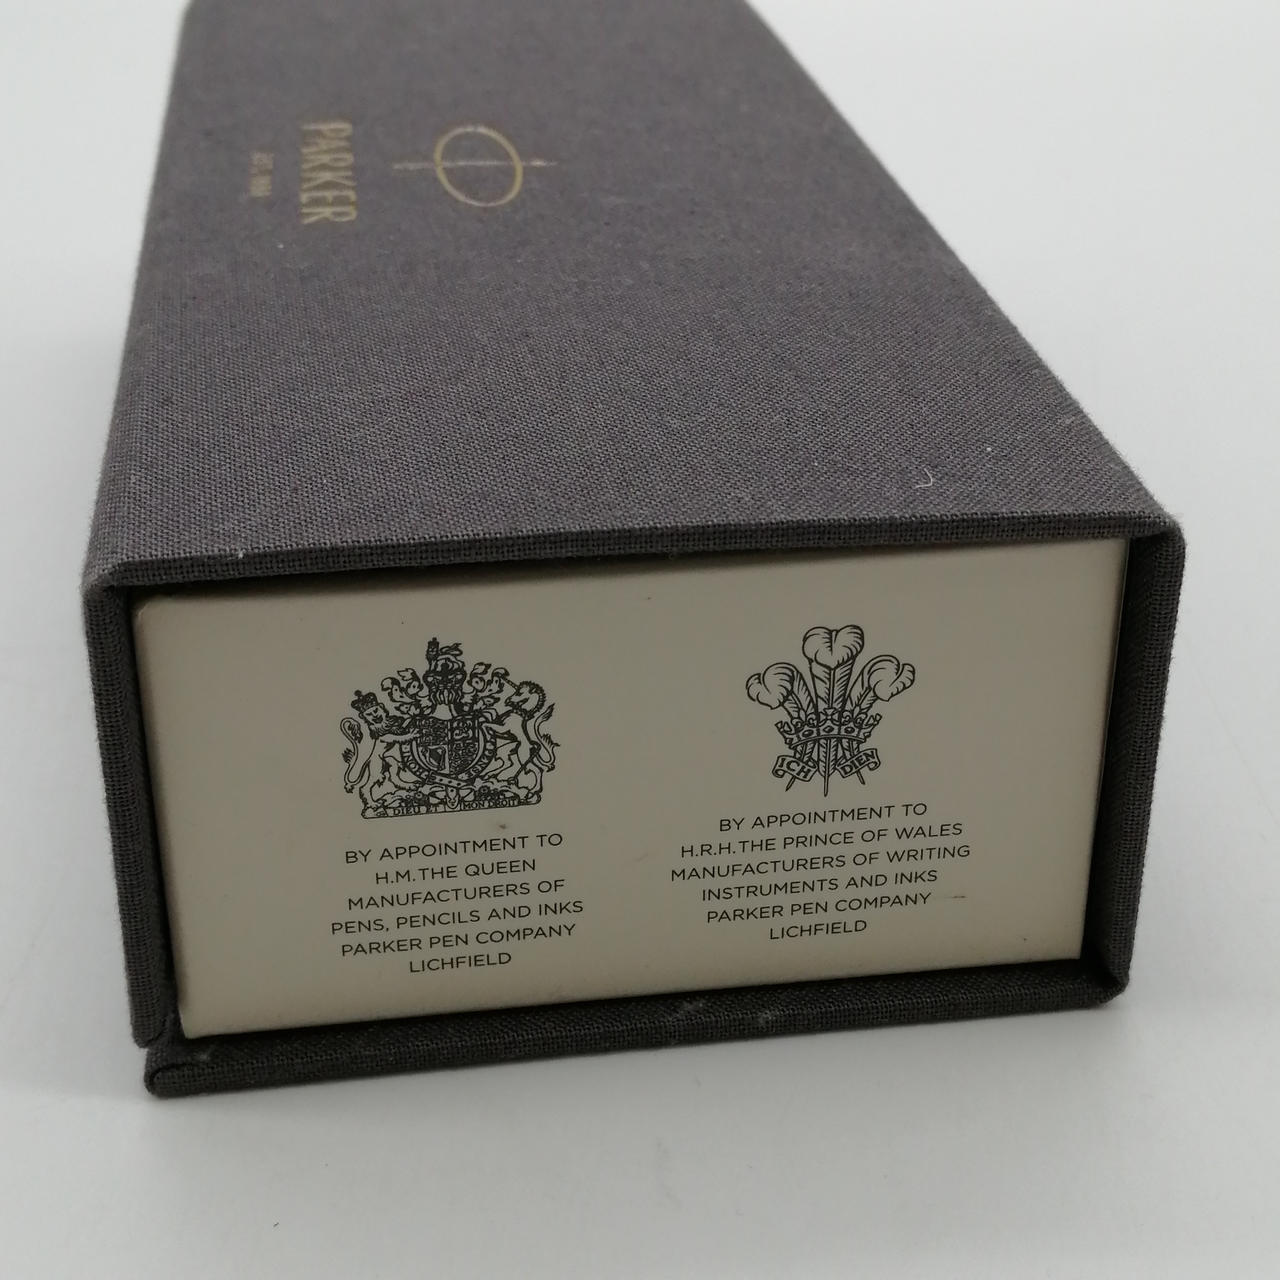 PARKER
EST. 1888
ICH DIEN
DIEU ET MON DROIT
BY APPOINTMENT TO
H.M.THE QUEEN
MANUFACTURERS OF
PENS, PENCILS AND INKS
PARKER PEN COMPANY
LICHFIELD
BY APPOINTMENT TO
H.R.H.THE PRINCE OF WALES
MANUFACTURERS OF WRITING
INSTRUMENTS AND INKS
PARKER PEN COMPANY
LICHFIELD